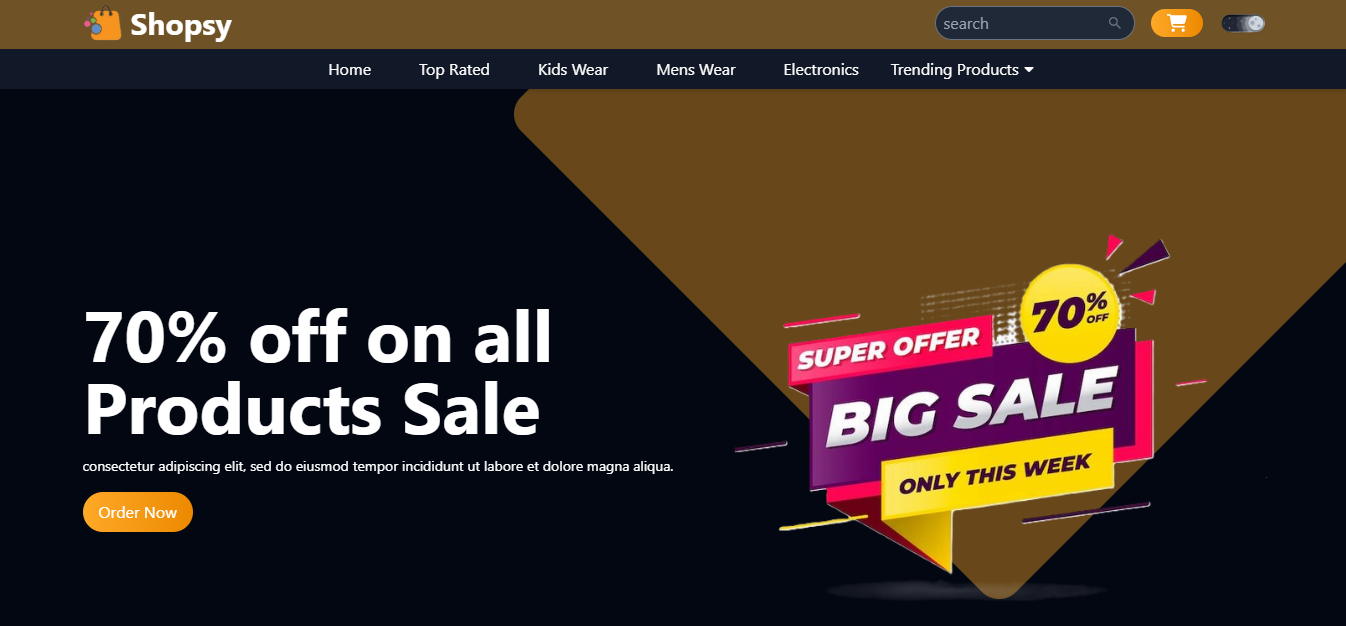 Shopsy
search
Home Top Rated Kids Wear Mens Wear Electronics Trending Products
70% off on all
Products Sale
consectetur adipiscing elit, sed do eiusmod tempor incididunt ut labore et dolore magna aliqua.
Order Now
70%
OFF
SUPER OFFER
BIG SALE
ONLY THIS WEEK